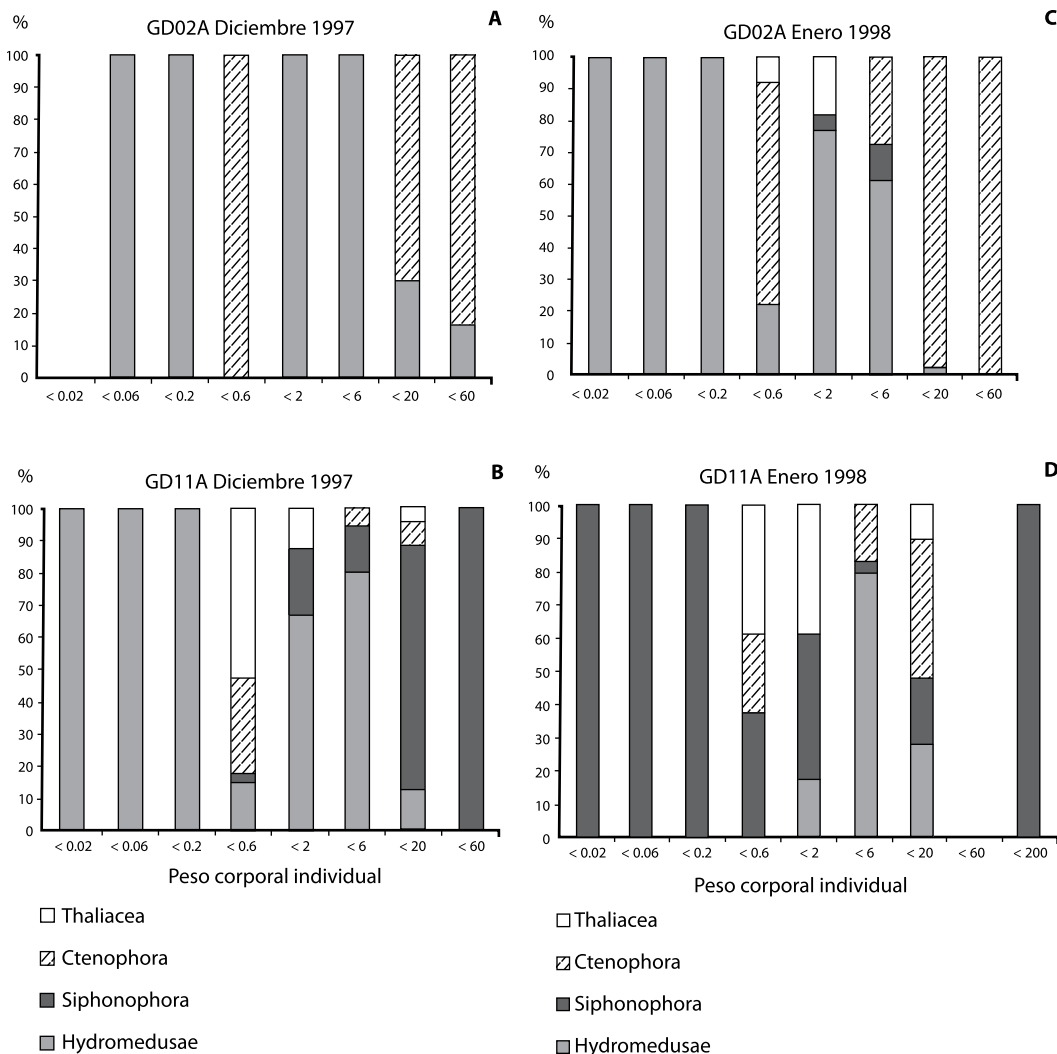 %
GD02A Diciembre 1997
A
100
90
80
70
60
50
40
30
20
10
0
< 0.02 < 0.06 < 0.2 < 0.6 < 2 < 6 < 20 < 60
%
GD02A Enero 1998
C
100
90
80
70
60
50
40
30
20
10
0
< 0.02 < 0.06 < 0.2 < 0.6 < 2 < 6 < 20 < 60
%
GD11A Diciembre 1997
B
100
90
80
70
60
50
40
30
20
10
0
< 0.02 < 0.06 < 0.2 < 0.6 < 2 < 6 < 20 < 60
Peso corporal individual
Thaliacea
Ctenophora
Siphonophora
Hydromedusae
%
GD11A Enero 1998
D
100
90
80
70
60
50
40
30
20
10
0
< 0.02 < 0.06 < 0.2 < 0.6 < 2 < 6 < 20 < 60 < 200
Peso corporal individual
Thaliacea
Ctenophora
Siphonophora
Hydromedusae